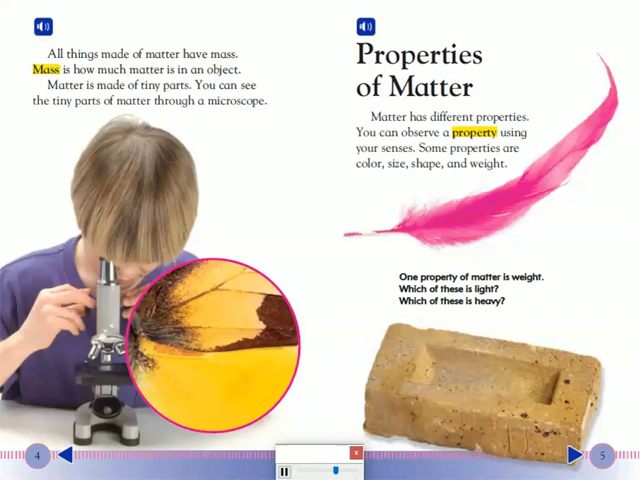 All things made of matter have mass.
Mass is how much matter is in an object.
Matter is made of tiny parts. You can see
the tiny parts of matter through a microscope.
4
Properties
of Matter
Matter has different properties.
You can observe a property using
your senses. Some properties are
color, size, shape, and weight.
One property of matter is weight.
Which of these is light?
Which of these is heavy?
5